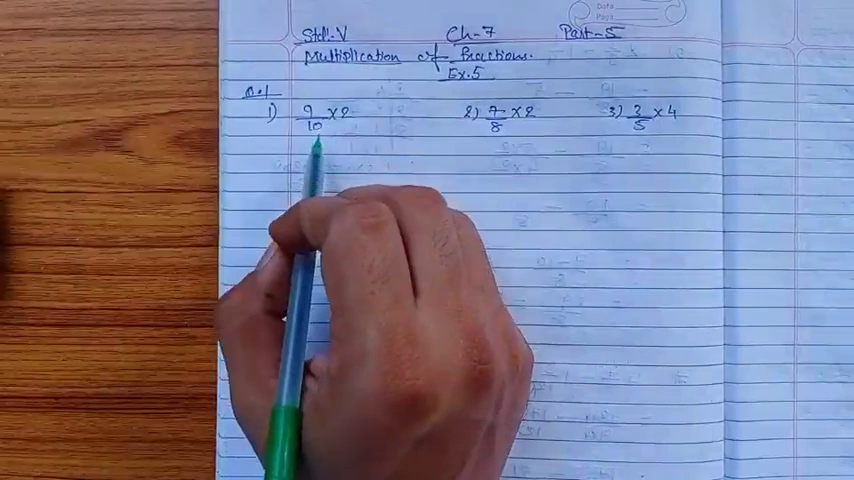 Std.-V Ch-7 Part-5
Multiplication of fractions.
Ex.5
Q.1
1) 9/10 x 2 2) 7/8 x 2 3) 3/5 x 4